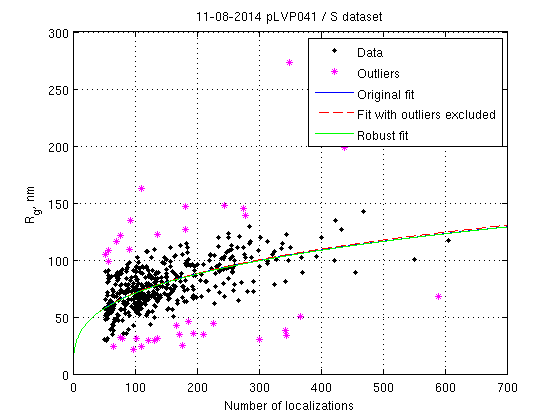 11-08-2014 pLVP041 / S dataset
300
250
200
150
100
50
0
Rg, nm
Data
Outliers
Original fit
Fit with outliers excluded
Robust fit
0 100 200 300 400 500 600 700
Number of localizations